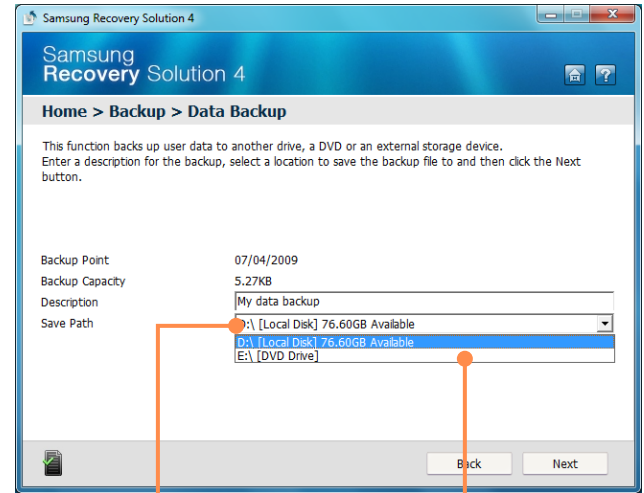 Samsung Recovery Solution 4
Samsung
Recovery Solution 4
?
Home > Backup > Data Backup
This function backs up user data to another drive, a DVD or an external storage device.
Enter a description for the backup, select a location to save the backup file to and then click the Next
button.
Backup Point 07/04/2009
Backup Capacity 5.27KB
Description My data backup
Save Path D:\ [Local Disk] 76.60GB Available
D:\ [Local Disk] 76.60GB Available
E:\ [DVD Drive]
Back Next